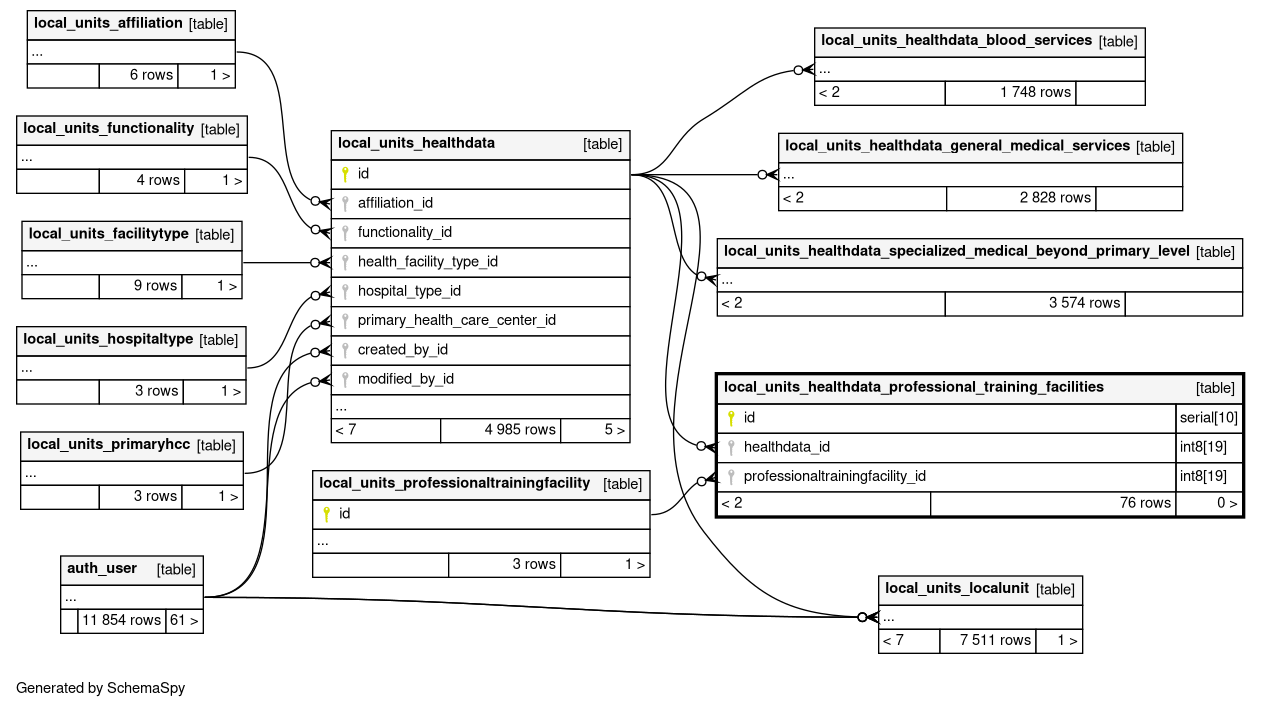 local_units_affiliation [table]
...
6 rows 1 >
local_units_functionality [table]
...
4 rows 1 >
local_units_facilitytype [table]
...
9 rows 1 >
local_units_hospitaltype [table]
...
3 rows 1 >
local_units_primaryhcc [table]
...
3 rows 1 >
auth_user [table]
...
11 854 rows 61 >
local_units_healthdata [table]
id
affiliation_id
functionality_id
health_facility_type_id
hospital_type_id
primary_health_care_center_id
created_by_id
modified_by_id
...
< 7 4 985 rows 5 >
local_units_professionaltrainingfacility [table]
id
...
3 rows 1 >
local_units_healthdata_blood_services [table]
...
< 2 1 748 rows
local_units_healthdata_general_medical_services [table]
...
< 2 2 828 rows
local_units_healthdata_specialized_medical_beyond_primary_level [table]
...
< 2 3 574 rows
local_units_healthdata_professional_training_facilities [table]
id serial[10]
healthdata_id int8[19]
professionaltrainingfacility_id int8[19]
< 2 76 rows 0 >
local_units_localunit [table]
...
< 7 7 511 rows 1 >
Generated by SchemaSpy